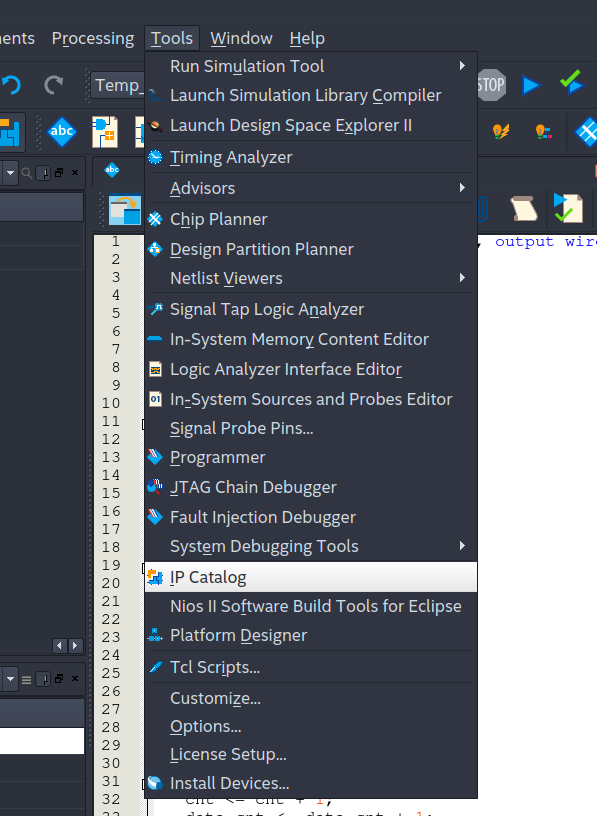 ents Processing Tools Window Help
Temp_
STOP
abc
Run Simulation Tool
Launch Simulation Library Compiler
Launch Design Space Explorer II
Timing Analyzer
Advisors
Chip Planner
Design Partition Planner
Netlist Viewers
Signal Tap Logic Analyzer
In-System Memory Content Editor
Logic Analyzer Interface Editor
In-System Sources and Probes Editor
Signal Probe Pins...
Programmer
JTAG Chain Debugger
Fault Injection Debugger
System Debugging Tools
IP Catalog
Nios II Software Build Tools for Eclipse
Platform Designer
Tcl Scripts...
Customize...
Options...
License Setup...
Install Devices...
abc
, output wir
1
2
3
4
5
6
7
8
9
10
11
12
13
14
15
16
17
18
19
20
21
22
23
24
25
26
27
28
29
30
31
32 cnt <= cnt + 1;